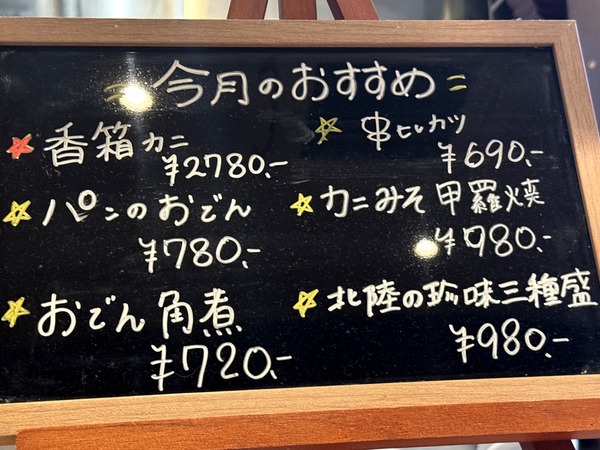 = 今月のおすすめ =
香箱カニ
¥2780.-
パンのおでん
¥780.-
おでん角煮
¥720.-
串ヒレカツ
¥690.-
カニみそ甲羅焼
¥980.-
北陸の珍味三種盛
¥980.-